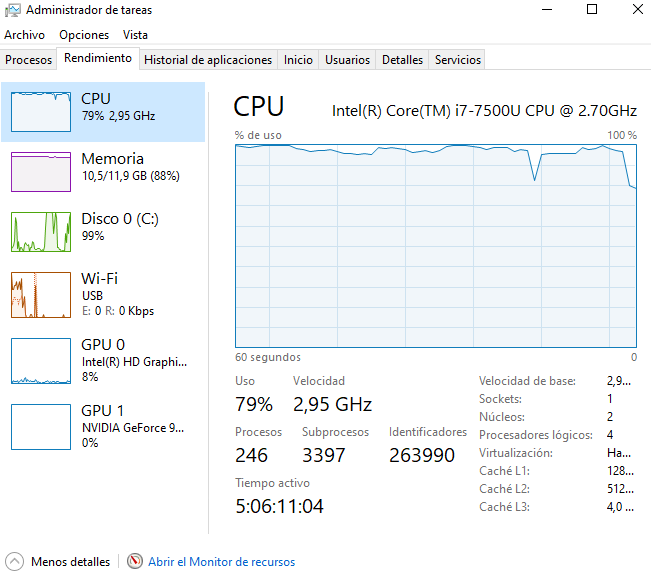 Administrador de tareas
Archivo Opciones Vista
Procesos Rendimiento Historial de aplicaciones Inicio Usuarios Detalles Servicios
CPU
79% 2,95 GHz
Memoria
10,5/11,9 GB (88%)
Disco 0 (C:)
99%
Wi-Fi
USB
E: 0 R: 0 Kbps
GPU 0
Intel(R) HD Graphi...
8%
GPU 1
NVIDIA GeForce 9...
0%
CPU Intel(R) Core(TM) i7-7500U CPU @ 2.70GHz
% de uso 100 %
60 segundos 0
Uso Velocidad
79% 2,95 GHz
Procesos Subprocesos Identificadores
246 3397 263990
Tiempo activo
5:06:11:04
Velocidad de base: 2,9...
Sockets: 1
Núcleos: 2
Procesadores lógicos: 4
Virtualización: Ha...
Caché L1: 128...
Caché L2: 512...
Caché L3: 4,0 ...
Menos detalles Abrir el Monitor de recursos